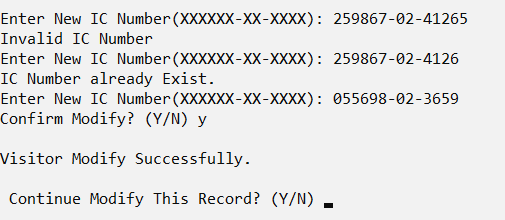 Enter New IC Number(XXXXXX-XX-XXXX): 259867-02-41265
Invalid IC Number
Enter New IC Number(XXXXXX-XX-XXXX): 259867-02-4126
IC Number already Exist.
Enter New IC Number(XXXXXX-XX-XXXX): 055698-02-3659
Confirm Modify? (Y/N) y
Visitor Modify Successfully.
Continue Modify This Record? (Y/N)